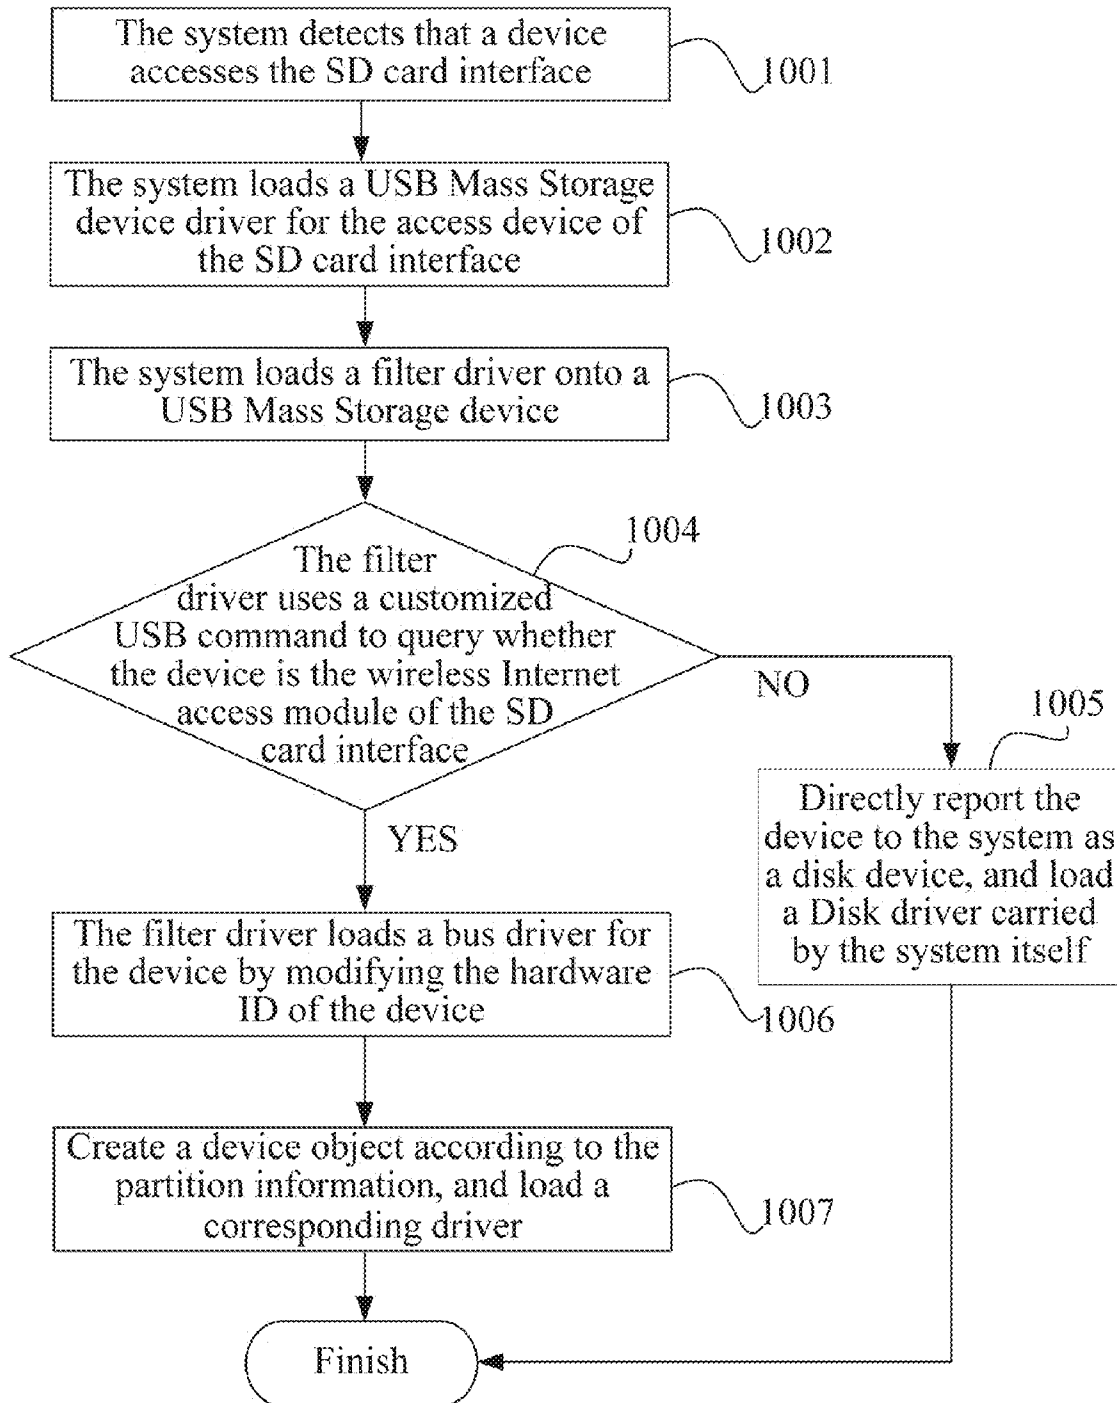 The system detects that a device
accesses the SD card interface
1001
The system loads a USB Mass Storage
device driver for the access device of
the SD card interface
1002
The system loads a filter driver onto a
USB Mass Storage device
1003
1004
The filter
driver uses a customized
USB command to query whether
the device is the wireless Internet
access module of the SD
card interface
NO
1005
Directly report the
device to the system as
a disk device, and load
a Disk driver carried
by the system itself
YES
The filter driver loads a bus driver for
the device by modifying the hardware
ID of the device
1006
Create a device object according to the
partition information, and load a
corresponding driver
1007
Finish